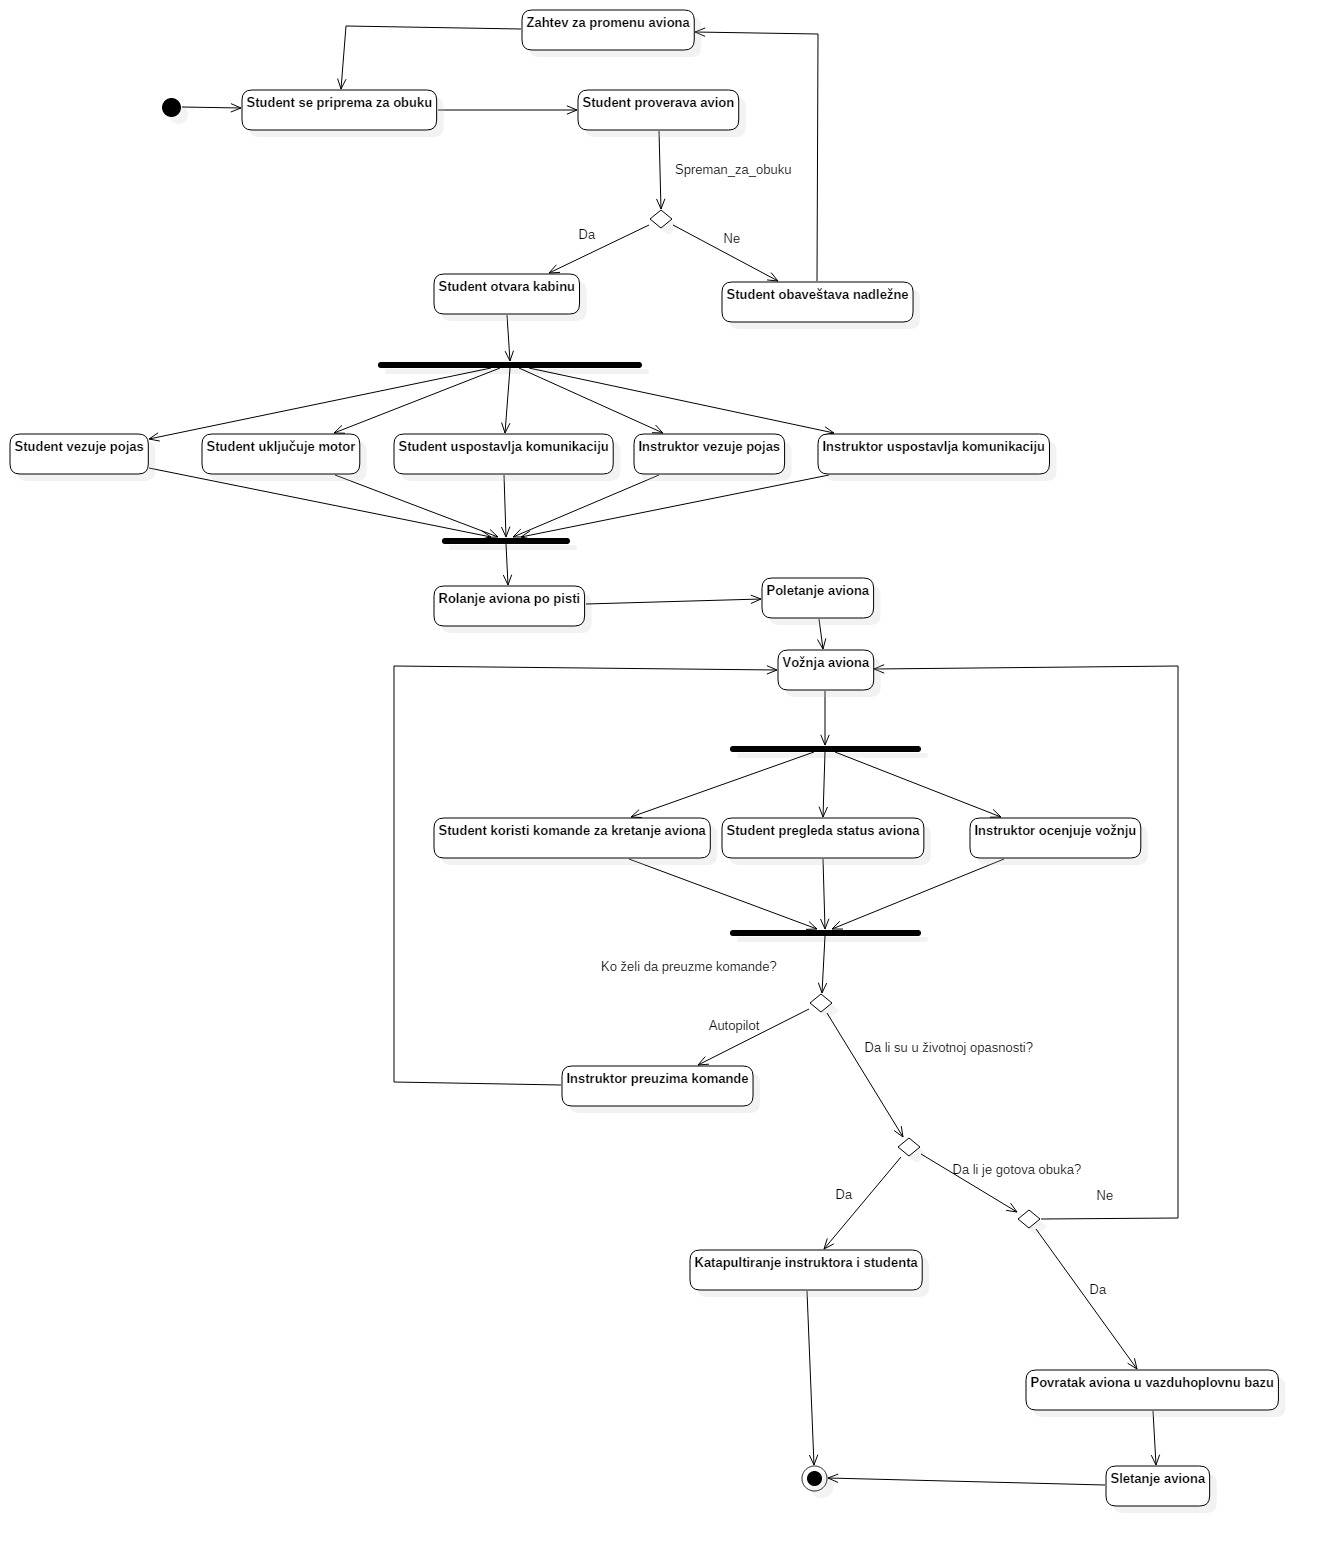 Zahtev za promenu aviona
Student se priprema za obuku
Student proverava avion
Spreman_za_obuku
Da
Ne
Student otvara kabinu
Student obaveštava nadležne
Student vezuje pojas
Student uključuje motor
Student uspostavlja komunikaciju
Instruktor vezuje pojas
Instruktor uspostavlja komunikaciju
Rolanje aviona po pisti
Poletanje aviona
Vožnja aviona
Student koristi komande za kretanje aviona
Student pregleda status aviona
Instruktor ocenjuje vožnju
Ko želi da preuzme komande?
Autopilot
Da li su u životnoj opasnosti?
Instruktor preuzima komande
Da li je gotova obuka?
Da
Ne
Katapultiranje instruktora i studenta
Da
Povratak aviona u vazduhoplovnu bazu
Sletanje aviona